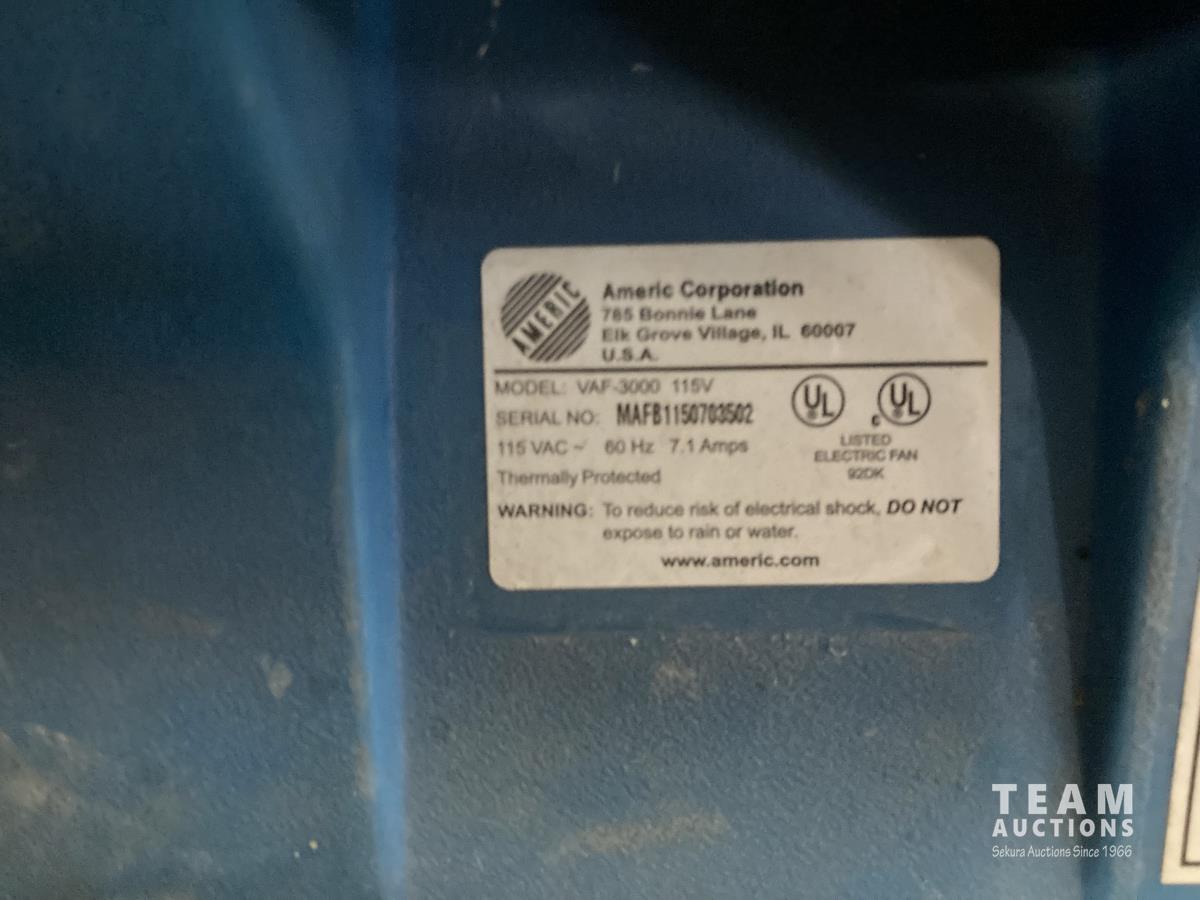 AMERIC
Americ Corporation
785 Bonnie Lane
Elk Grove Village, IL 60007
U.S.A.
MODEL: VAF-3000 115V
SERIAL NO: MAFB1150703502
115 VAC ~ 60 Hz 7.1 Amps
Thermally Protected
UL
c UL
LISTED
ELECTRIC FAN
92DK
WARNING: To reduce risk of electrical shock, DO NOT
expose to rain or water.
www.americ.com
TEAM
AUCTIONS
Sekura Auctions Since 1966